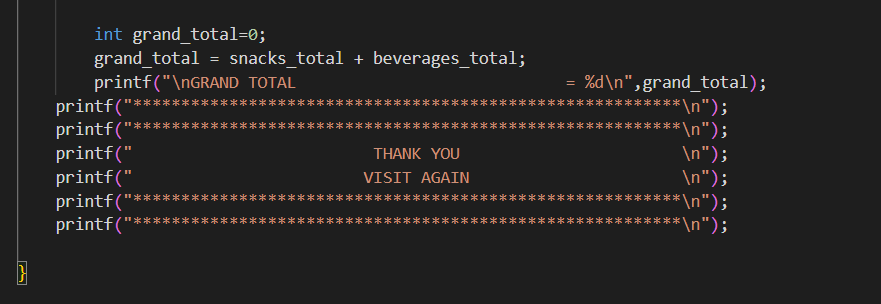 int grand_total=0;
grand_total = snacks_total + beverages_total;
printf("\nGRAND TOTAL                            = %d\n",grand_total);
printf("*********************************************************\n");
printf("*********************************************************\n");
printf("                         THANK YOU                       \n");
printf("                        VISIT AGAIN                      \n");
printf("*********************************************************\n");
printf("*********************************************************\n");
}